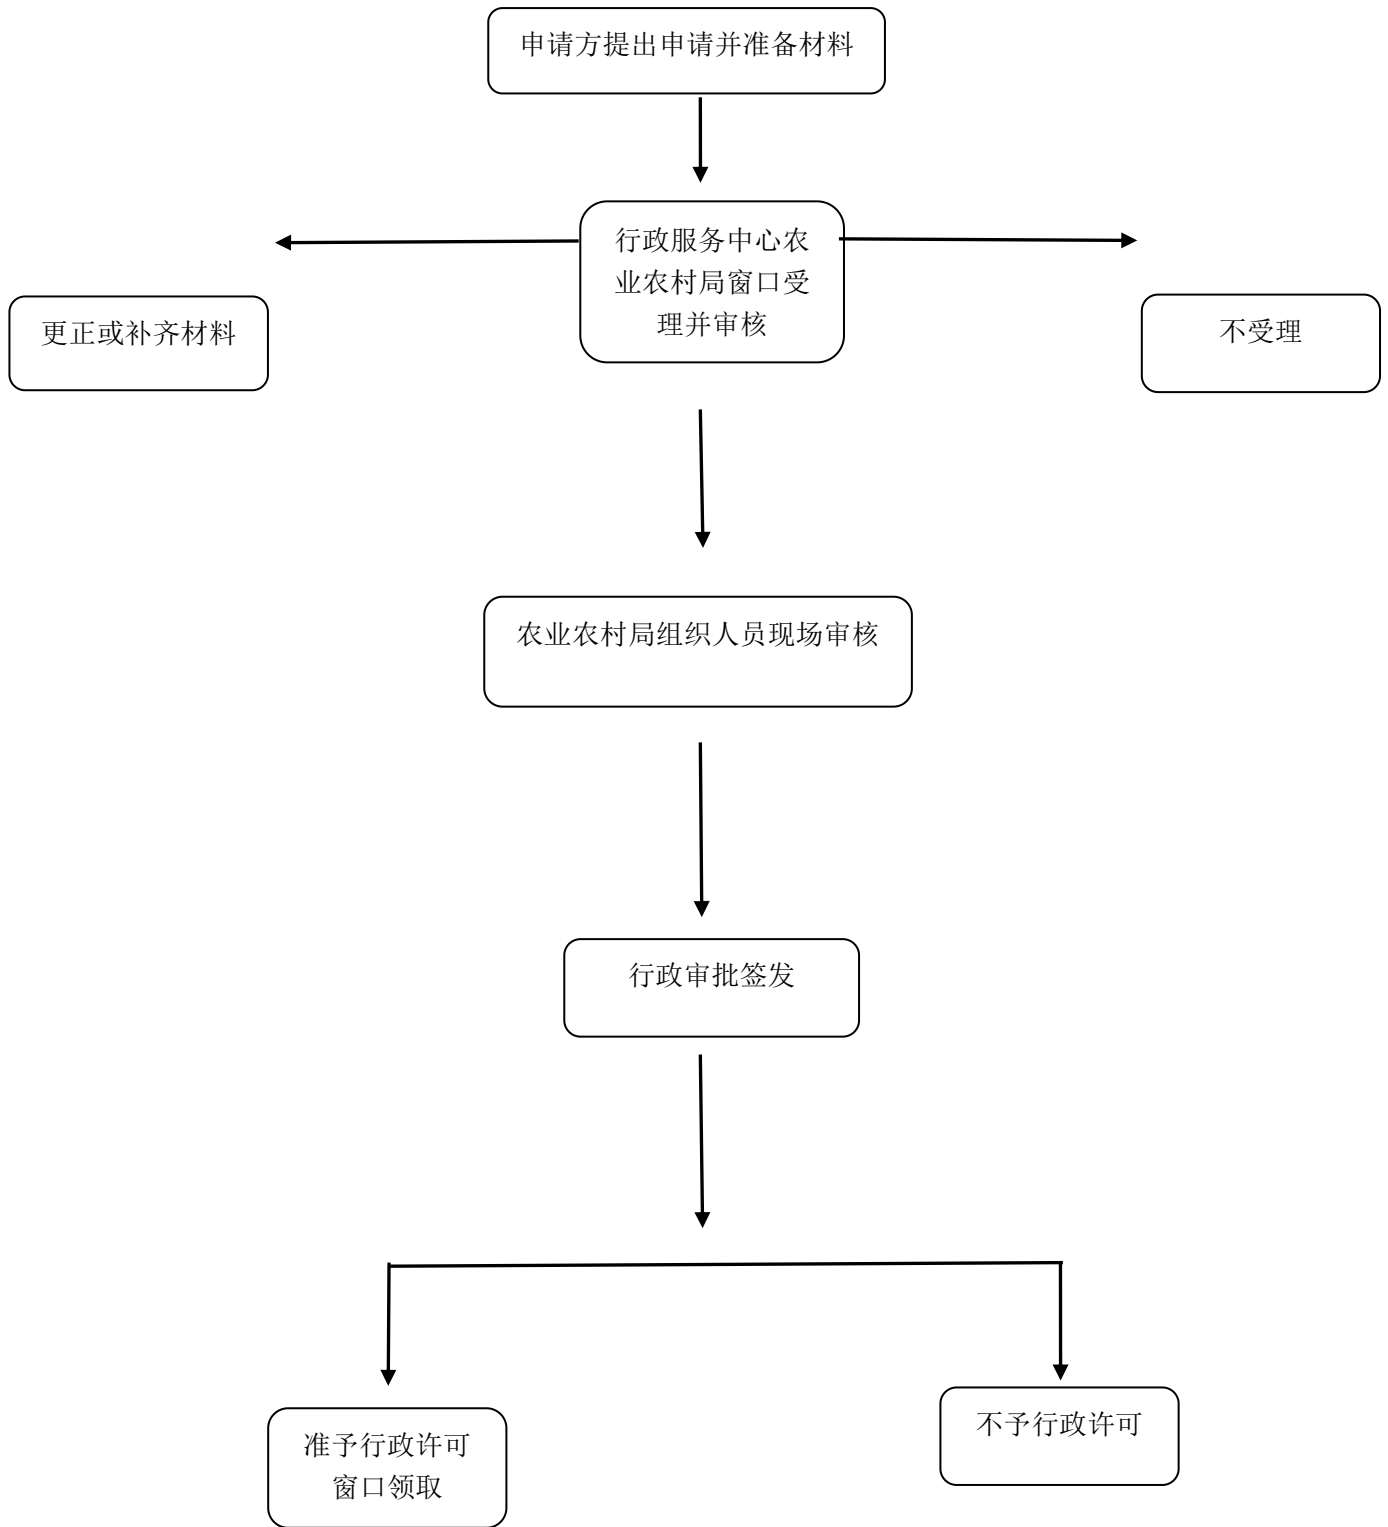 申请方提出申请并准备材料
行政服务中心农
业农村局窗口受
理并审核
更正或补齐材料
不受理
农业农村局组织人员现场审核
行政审批签发
准予行政许可
窗口领取
不予行政许可